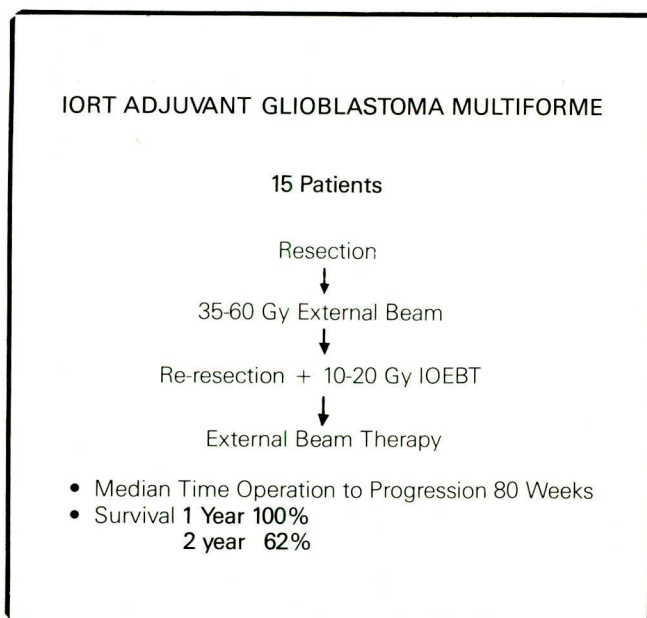 IORT ADJUVANT GLIOBLASTOMA MULTIFORME
15 Patients
Resection
↓
35-60 Gy External Beam
↓
Re-resection + 10-20 Gy IOEBT
↓
External Beam Therapy
• Median Time Operation to Progression 80 Weeks
• Survival 1 Year 100%
2 year 62%